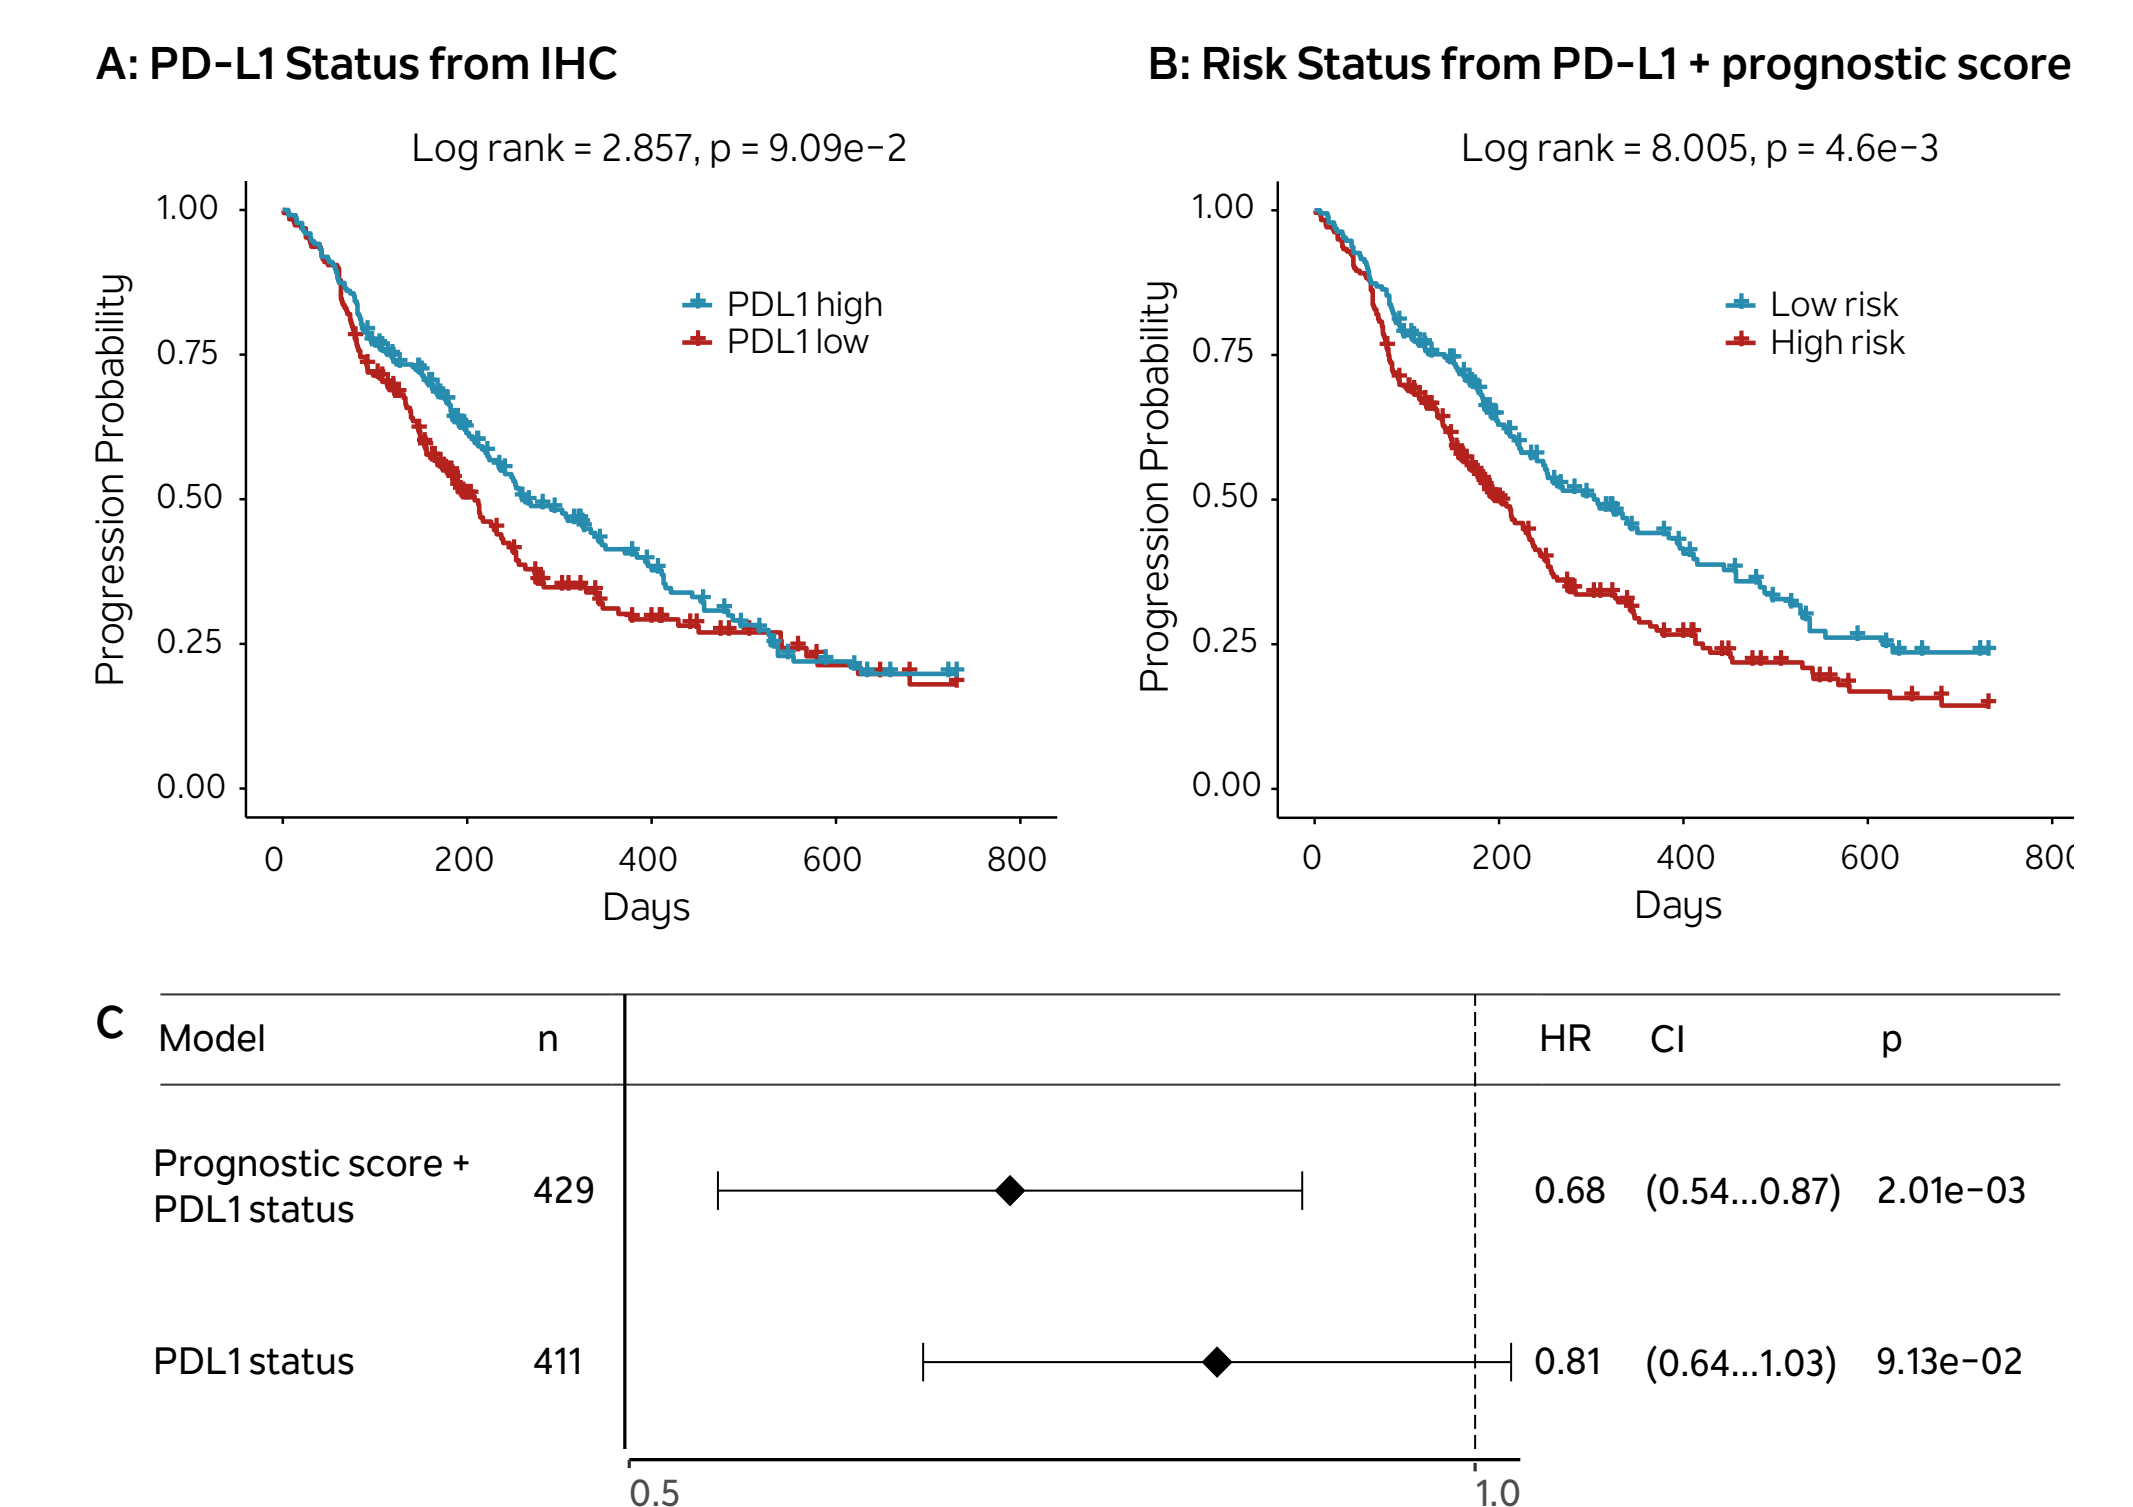 A: PD-L1 Status from IHC
Log rank = 2.857, p = 9.09e-2
Progression Probability
1.00
0.75
0.50
0.25
0.00
PDL1 high
PDL1 low
0 200 400 600 800
Days
B: Risk Status from PD-L1 + prognostic score
Log rank = 8.005, p = 4.6e-3
Progression Probability
1.00
0.75
0.50
0.25
0.00
Low risk
High risk
0 200 400 600 800
Days
C
Model n HR CI p
Prognostic score +
PDL1 status
429 0.68 (0.54...0.87) 2.01e-03
PDL1 status 411 0.81 (0.64...1.03) 9.13e-02
0.5 1.0